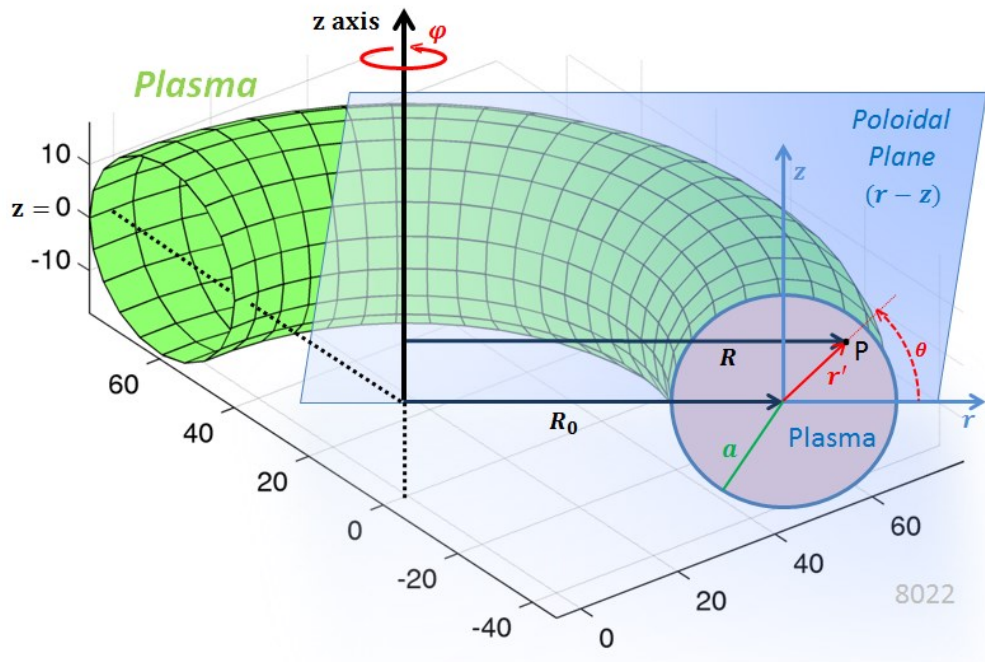 z axis
φ
Plasma
Poloidal
Plane
(r − z)
z
10
z = 0
-10
R
P
θ
r'
R₀
r
a
Plasma
60
40
20
0
-20
-40
0
20
40
60
8022